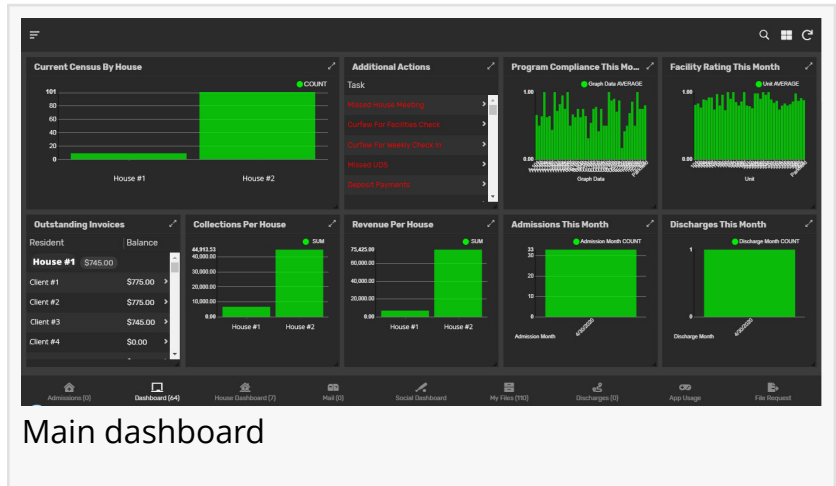 Current Census By House
COUNT
101
80
60
40
20
0
House #1
House #2
Additional Actions
Task
Missed House Meeting
Curfew For Facilities Check
Curfew For Weekly Check In
Missed UDS
Deposit Payments
Program Compliance This Mo...
Graph Data AVERAGE
1.00
0.00
Graph Data
Facility Rating This Month
Unit AVERAGE
1.00
0.00
Unit
Outstanding Invoices
Resident Balance
House #1 $745.00
Client #1 $775.00
Client #2 $775.00
Client #3 $745.00
Client #4 $0.00
Collections Per House
SUM
44,913.53
40,000.00
30,000.00
20,000.00
10,000.00
0.00
House #1 House #2
Revenue Per House
SUM
75,425.00
60,000.00
40,000.00
20,000.00
0.00
House #1 House #2
Admissions This Month
Admission Month COUNT
33
30
20
10
0
4/30/2020
Admission Month
Discharges This Month
Discharge Month COUNT
1
0
4/30/2020
Discharge Month
Admissions (0) Dashboard (64) House Dashboard (7) Mail (0) Social Dashboard My Files (110) Discharges (0) App Usage File Request
Main dashboard